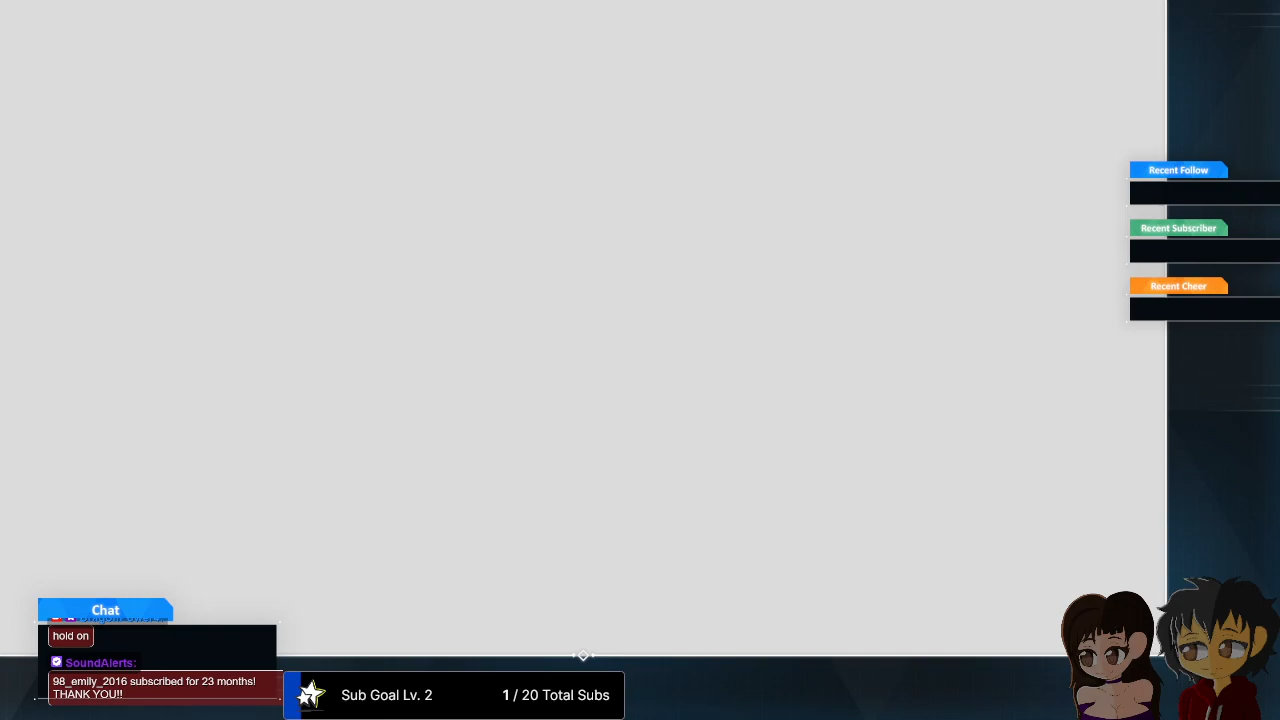 Recent Follow
Recent Subscriber
Recent Cheer
Chat
hold on
SoundAlerts:
98_emily_2016 subscribed for 23 months!
THANK YOU!!
Sub Goal Lv. 2
1 / 20 Total Subs